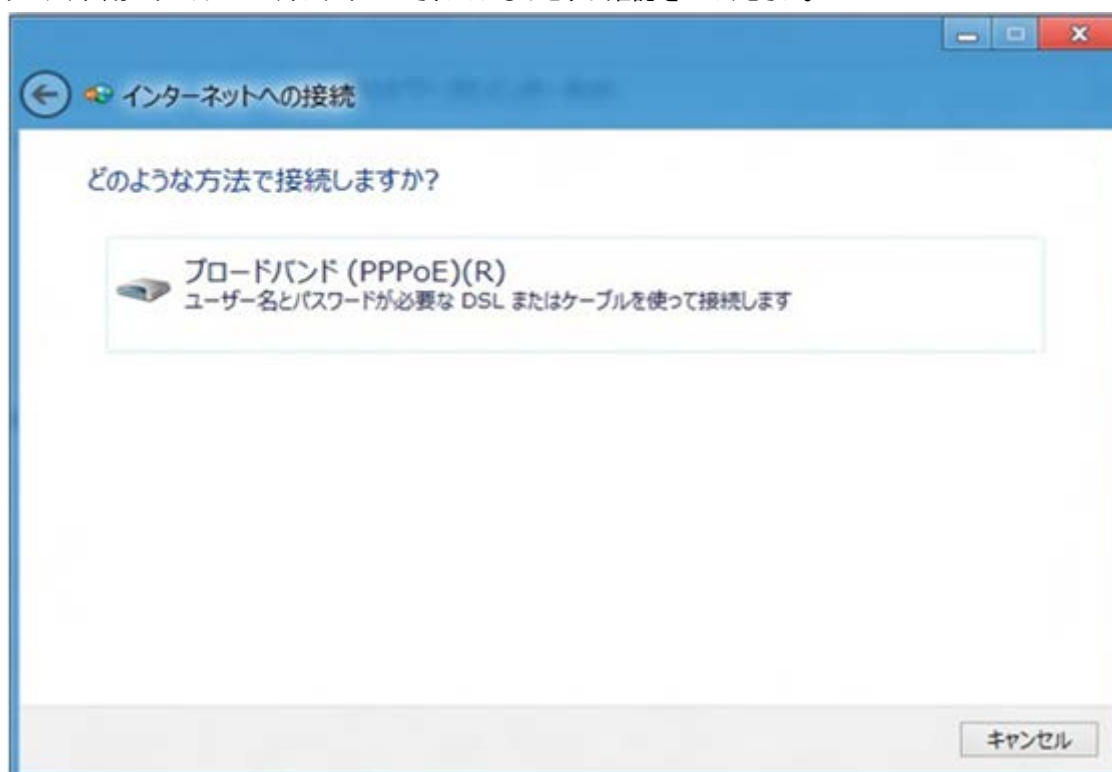 インターネットへの接続
どのような方法で接続しますか?
ブロードバンド (PPPoE)(R)
ユーザー名とパスワードが必要な DSL またはケーブルを使って接続します
キャンセル